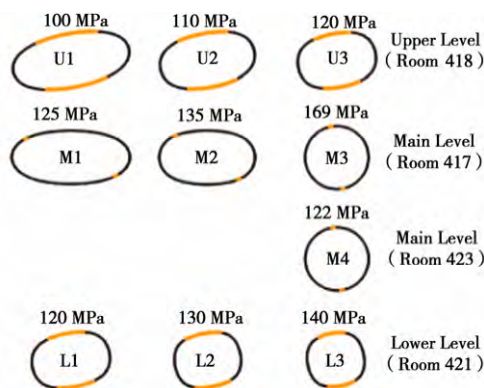 100 MPa 110 MPa 120 MPa
U1 U2 U3
Upper Level
( Room 418 )
125 MPa 135 MPa 169 MPa
M1 M2 M3
Main Level
( Room 417 )
122 MPa
M4
Main Level
( Room 423 )
120 MPa 130 MPa 140 MPa
L1 L2 L3
Lower Level
( Room 421 )